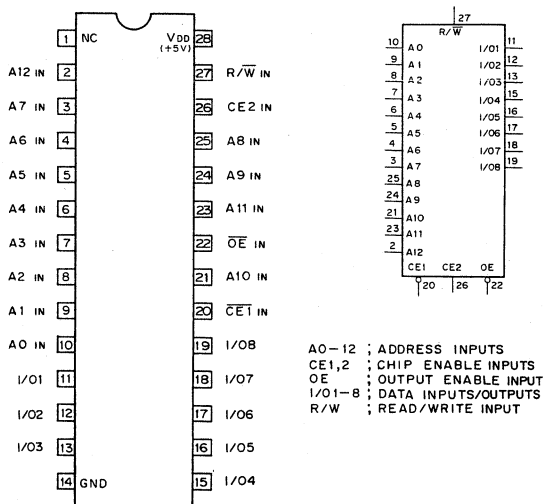 1 NC VDD 28
(+5V)
A12 IN 2 27 R/W̅ IN
A7 IN 3 26 CE2 IN
A6 IN 4 25 A8 IN
A5 IN 5 24 A9 IN
A4 IN 6 23 A11 IN
A3 IN 7 22 O̅E̅ IN
A2 IN 8 21 A10 IN
A1 IN 9 20 C̅E̅1̅ IN
A0 IN 10 19 I/O8
I/O1 11 18 I/O7
I/O2 12 17 I/O6
I/O3 13 16 I/O5
14 GND 15 I/O4
27
R/W̅
10 A0 I/O1 11
9 A1 I/O2 12
8 A2 I/O3 13
7 A3 I/O4 15
6 A4 I/O5 16
5 A5 I/O6 17
4 A6 I/O7 18
3 A7 I/O8 19
25 A8
24 A9
21 A10
23 A11
2 A12
CE1 CE2 OE
20 26 22
A0-12 ; ADDRESS INPUTS
CE1,2 ; CHIP ENABLE INPUTS
OE ; OUTPUT ENABLE INPUT
I/O1-8 ; DATA INPUTS/OUTPUTS
R/W ; READ/WRITE INPUT